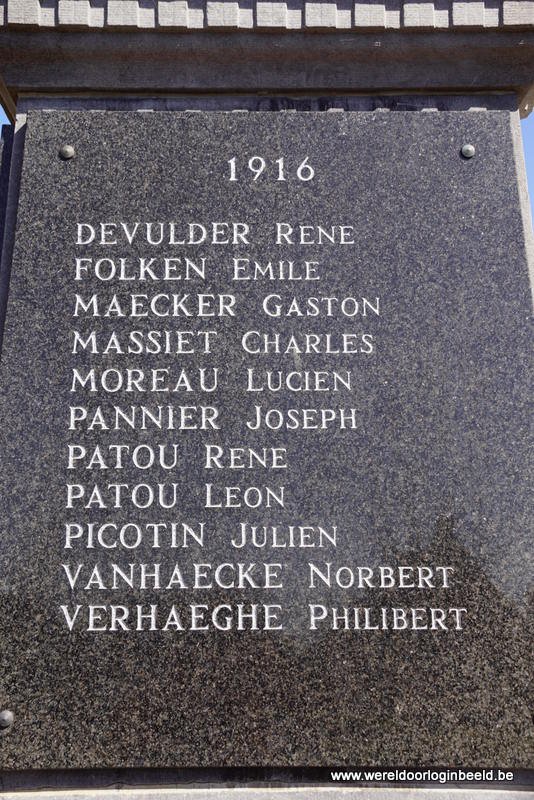 1916
DEVULDER RENE
FOLKEN EMILE
MAECKER GASTON
MASSIET CHARLES
MOREAU LUCIEN
PANNIER JOSEPH
PATOU RENE
PATOU LEON
PICOTIN JULIEN
VANHAECKE NORBERT
VERHAEGHE PHILIBERT
www.wereldoorloginbeeld.be